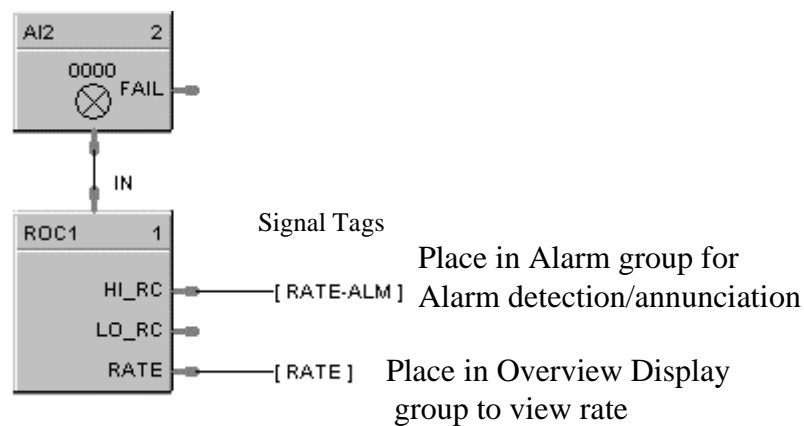 AI2 2
0000
FAIL
IN
ROC1 1
Signal Tags
HI_RC
[ RATE-ALM ]
Place in Alarm group for
Alarm detection/annunciation
LO_RC
RATE
[ RATE ]
Place in Overview Display
group to view rate